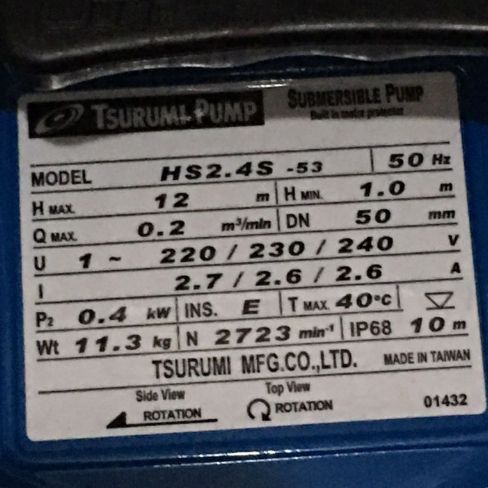 TSURUMI PUMP
SUBMERSIBLE PUMP
Built in motor protector
MODEL HS2.4S -53 50 Hz
H MAX. 12 m H MIN. 1.0 m
Q MAX. 0.2 m³/min DN 50 mm
U 1 ~ 220 / 230 / 240 V
I 2.7 / 2.6 / 2.6 A
P2 0.4 kW INS. E T MAX. 40°C
Wt 11.3 kg N 2723 min⁻¹ IP68 10 m
TSURUMI MFG.CO.,LTD. MADE IN TAIWAN
Side View Top View
ROTATION ROTATION 01432